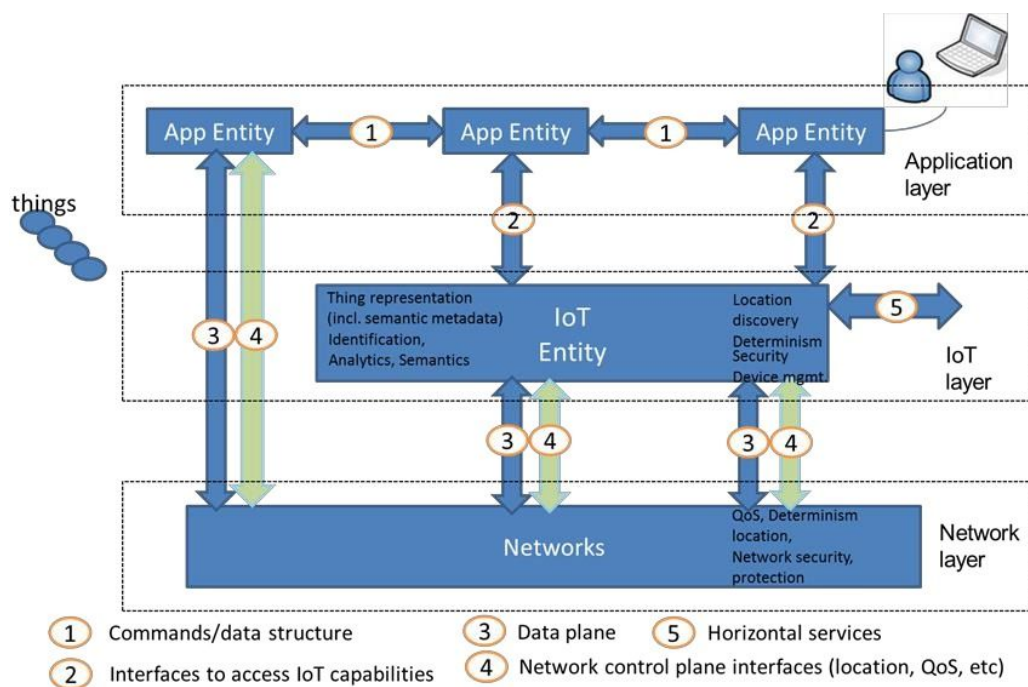 App Entity
1
App Entity
1
App Entity
Application
layer
things
2
2
Thing representation
(incl. semantic metadata)
Identification,
Analytics, Semantics
IoT
Entity
Location
discovery
Determinism
Security
Device mgmt.
5
IoT
layer
3
4
3
4
3
4
Networks
QoS, Determinism
location,
Network security,
protection
Network
layer
1 Commands/data structure
3 Data plane
5 Horizontal services
2 Interfaces to access IoT capabilities
4 Network control plane interfaces (location, QoS, etc)